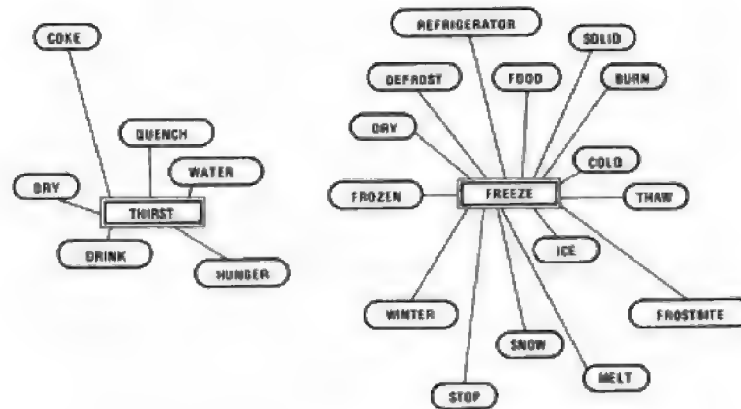 COKE
QUENCH
WATER
DRY
THIRST
DRINK
HUNGER
REFRIGERATOR
SOLID
DEFROST
FOOD
BURN
DRY
COLD
FROZEN
FREEZE
THAW
ICE
WINTER
FROSTBITE
SNOW
MELT
STOP